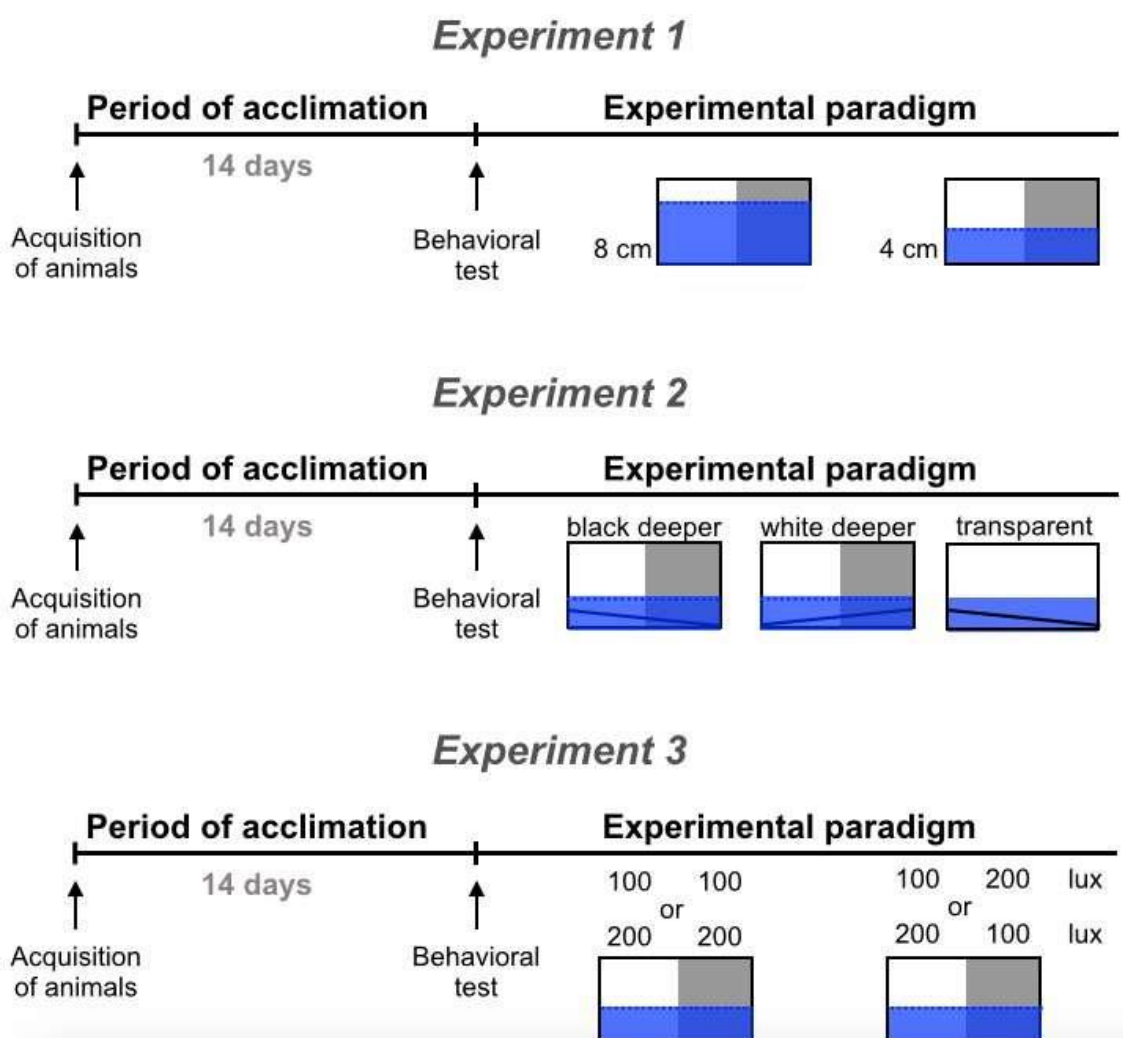 Experiment 1
Period of acclimation Experimental paradigm
14 days
Acquisition
of animals
Behavioral
test
8 cm
4 cm
Experiment 2
Period of acclimation Experimental paradigm
14 days
black deeper white deeper transparent
Acquisition
of animals
Behavioral
test
Experiment 3
Period of acclimation Experimental paradigm
14 days
100 100
or
200 200
100 200 lux
or
200 100 lux
Acquisition
of animals
Behavioral
test